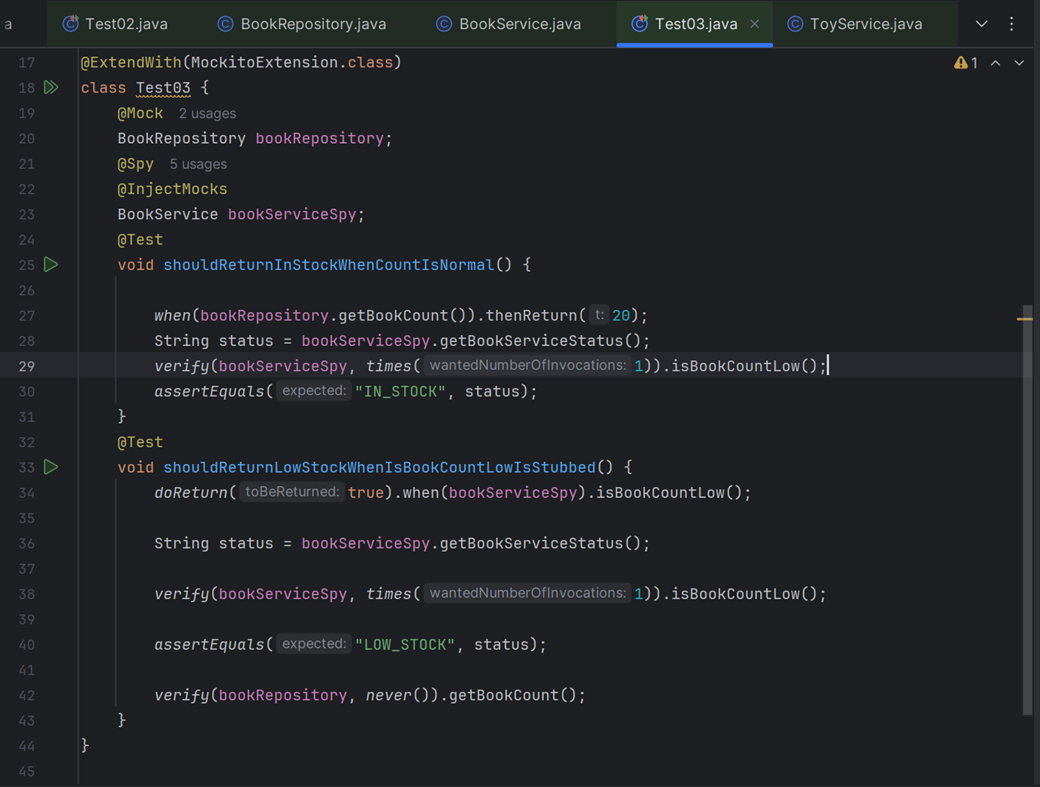 a Test02.java BookRepository.java BookService.java Test03.java ToyService.java
17 @ExtendWith(MockitoExtension.class) 1
18 class Test03 {
19 @Mock 2 usages
20 BookRepository bookRepository;
21 @Spy 5 usages
22 @InjectMocks
23 BookService bookServiceSpy;
24 @Test
25 void shouldReturnInStockWhenCountIsNormal() {
26
27 when(bookRepository.getBookCount()).thenReturn( t: 20);
28 String status = bookServiceSpy.getBookServiceStatus();
29 verify(bookServiceSpy, times( wantedNumberOfInvocations: 1)).isBookCountLow();
30 assertEquals( expected: "IN_STOCK", status);
31 }
32 @Test
33 void shouldReturnLowStockWhenIsBookCountLowIsStubbed() {
34 doReturn( toBeReturned: true).when(bookServiceSpy).isBookCountLow();
35
36 String status = bookServiceSpy.getBookServiceStatus();
37
38 verify(bookServiceSpy, times( wantedNumberOfInvocations: 1)).isBookCountLow();
39
40 assertEquals( expected: "LOW_STOCK", status);
41
42 verify(bookRepository, never()).getBookCount();
43 }
44 }
45